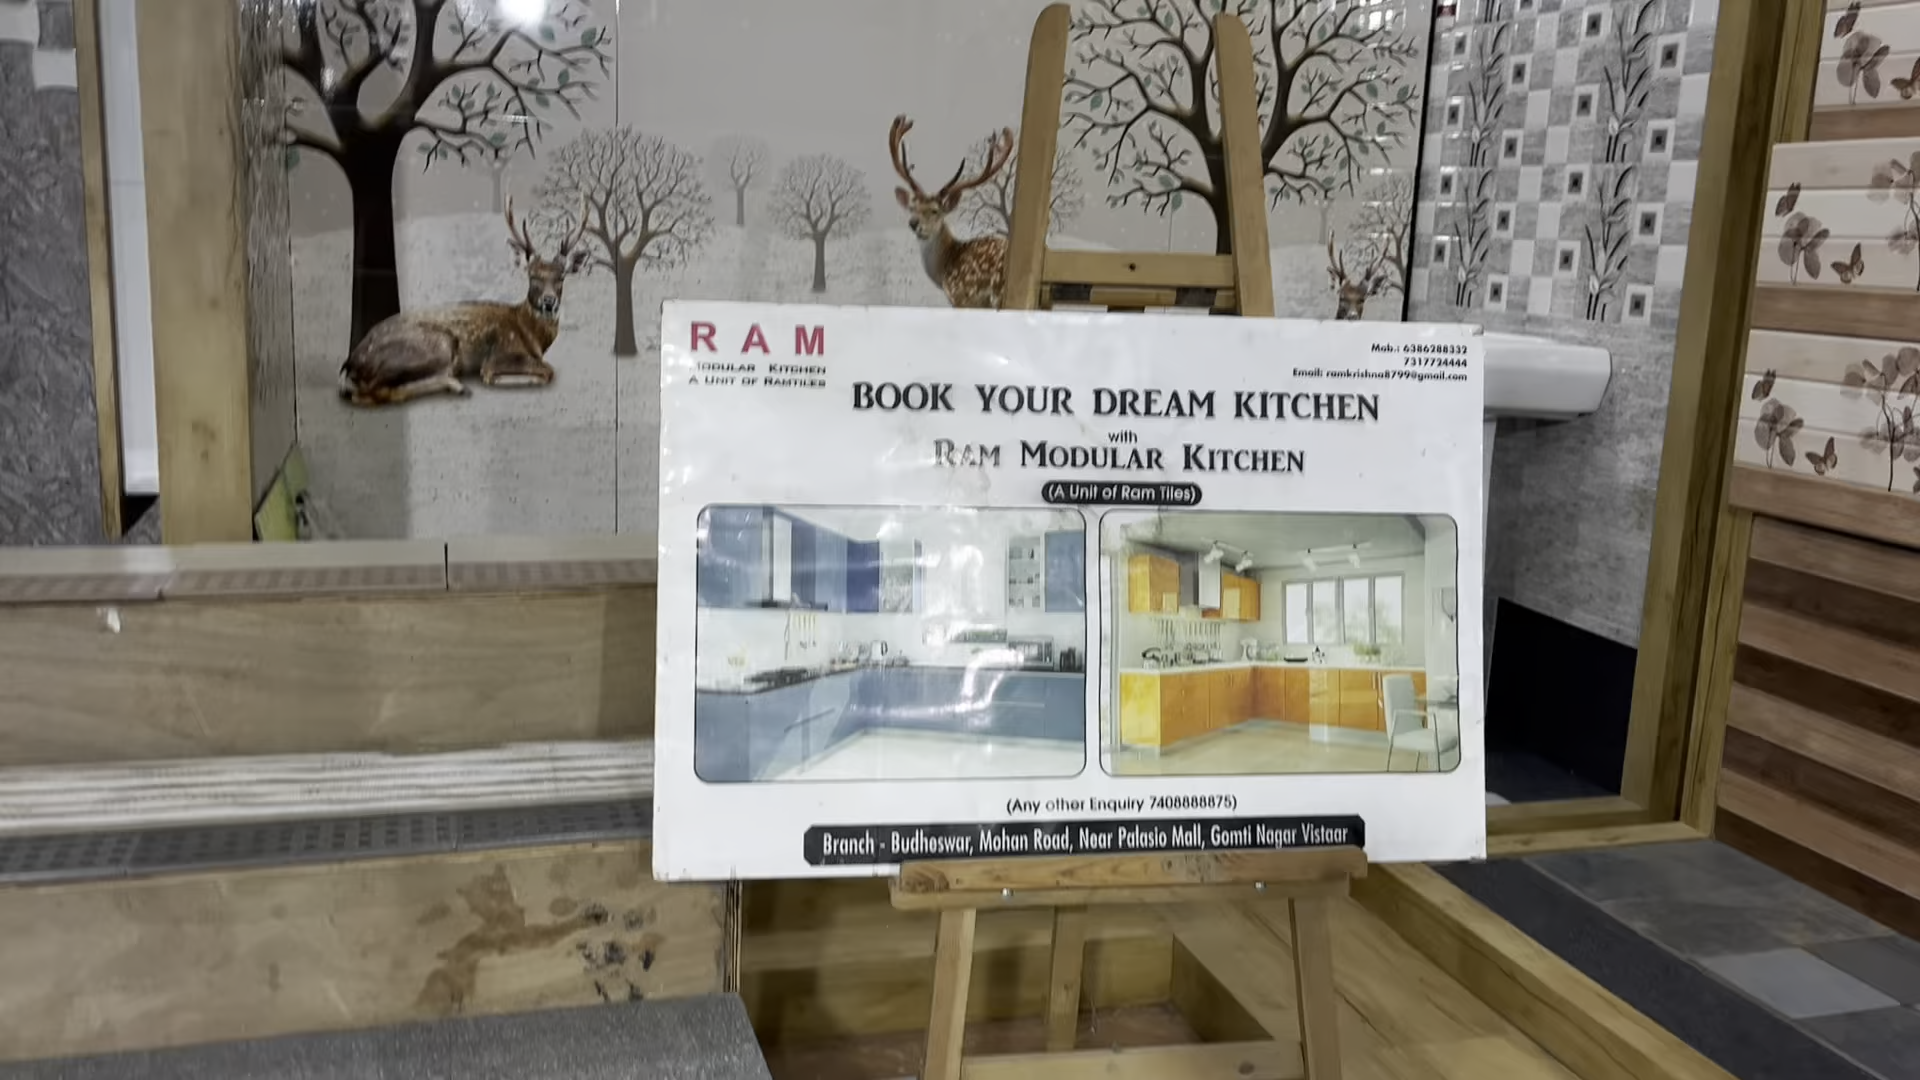 RAM
MODULAR KITCHEN
A UNIT OF RAMTILES
Mob.: 6386288332
7317724444
Email: ramkrishna8799@gmail.com
BOOK YOUR DREAM KITCHEN
with
RAM MODULAR KITCHEN
(A Unit of Ram Tiles)
(Any other Enquiry 7408888875)
Branch - Budheswar, Mohan Road, Near Palasio Mall, Gomti Nagar Vistaar